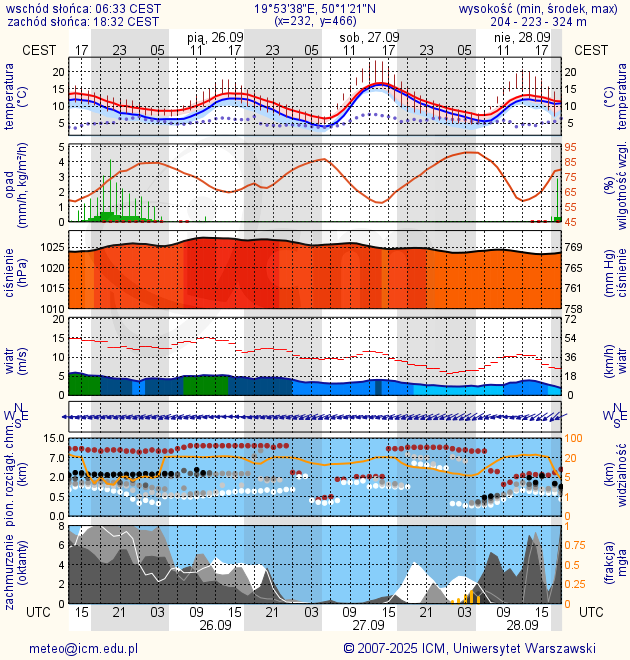 wschód słońca: 06:33 CEST 19°53'38"E, 50°1'21"N wysokość (min, środek, max)
zachód słońca: 18:32 CEST (x=232, y=466) 204 - 223 - 324 m
pią, 26.09 sob, 27.09 nie, 28.09
CEST 17 23 05 11 17 23 05 11 17 23 05 11 17 CEST
temperatura
(°C)
20
15
10
5
20
15
10
5
(°C)
temperatura
opad
(mm/h, kg/m²/h)
5
4
3
2
1
0
95
85
75
65
55
45
(%)
wilgotność wzgl.
ciśnienie
(hPa)
1025
1020
1015
1010
769
765
761
758
(mm Hg)
ciśnienie
wiatr
(m/s)
20
15
10
5
0
72
54
36
18
0
(km/h)
wiatr
N
W E
S
N
W E
S
pion. rozciągł. chm.
(km)
15.0
7.0
2.0
0.5
0.0
100
20
5
1
0
(km)
widzialność
zachmurzenie
(oktanty)
8
6
4
2
0
1
0.75
0.5
0.25
0
(frakcja)
mgła
UTC 15 21 03 09 15 21 03 09 15 21 03 09 15 UTC
26.09 27.09 28.09
meteo@icm.edu.pl © 2007-2025 ICM, Uniwersytet Warszawski